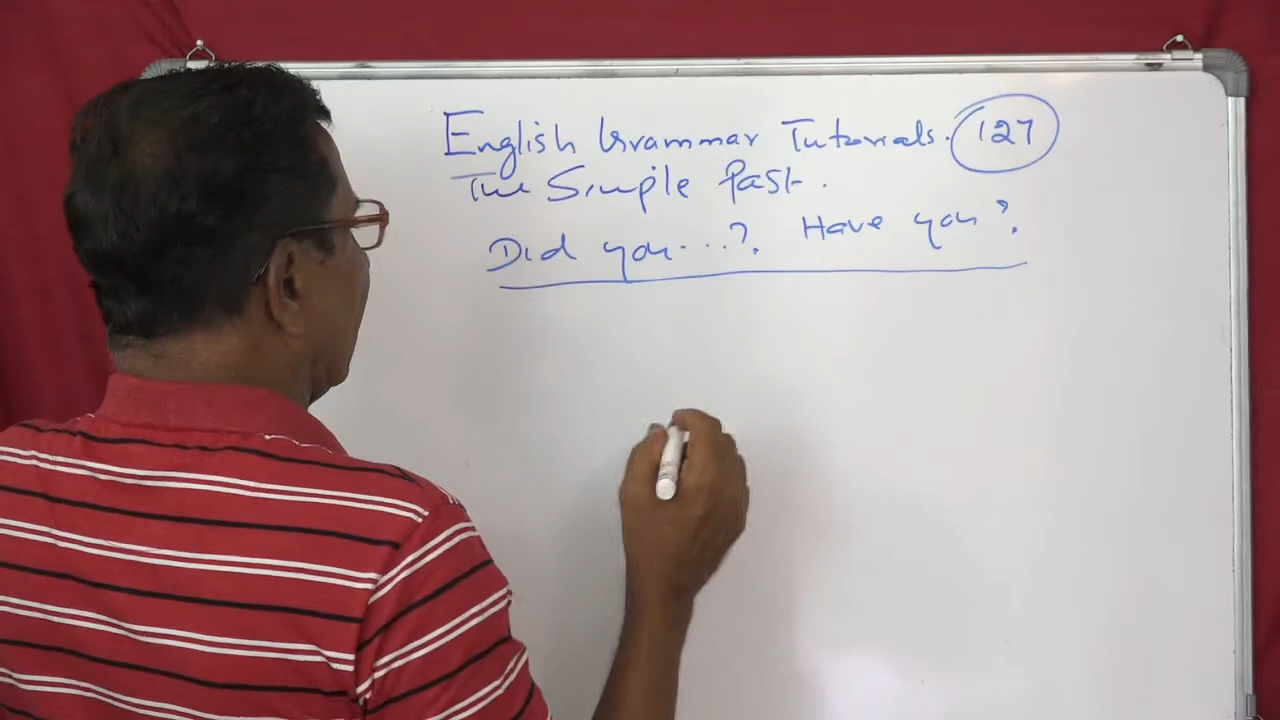 English Grammar Tutorials. 127
The Simple Past.
Did you...?. Have you?.